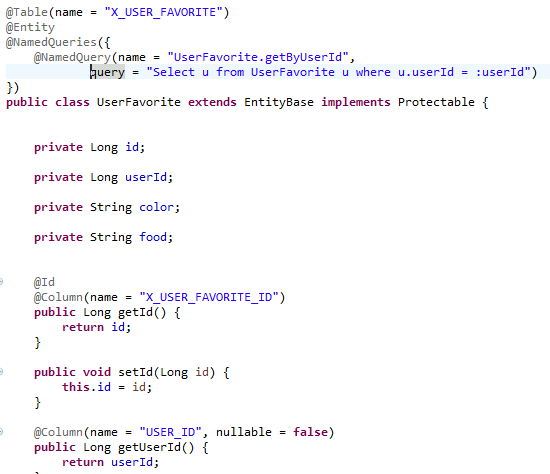 @Table(name = "X_USER_FAVORITE")
@Entity
@NamedQueries({
    @NamedQuery(name = "UserFavorite.getByUserId",
            query = "Select u from UserFavorite u where u.userId = :userId")
})
public class UserFavorite extends EntityBase implements Protectable {
    private Long id;
    private Long userId;
    private String color;
    private String food;
    @Id
    @Column(name = "X_USER_FAVORITE_ID")
    public Long getId() {
        return id;
    }
    public void setId(Long id) {
        this.id = id;
    }
    @Column(name = "USER_ID", nullable = false)
    public Long getUserId() {
        return userId;